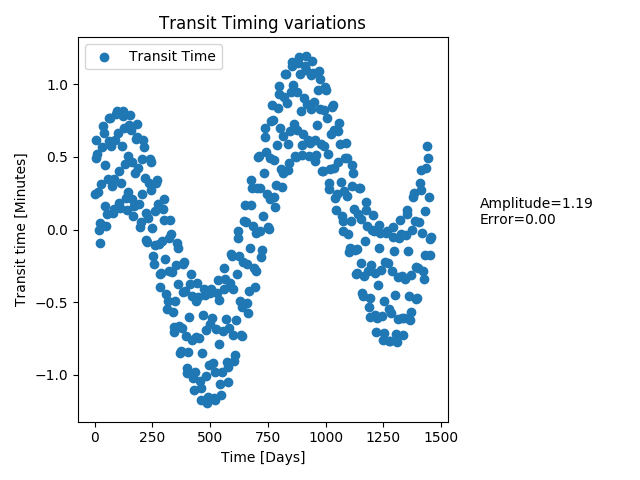 Transit Timing variations
Transit Time
Transit time [Minutes]
1.0
0.5
0.0
−0.5
−1.0
0
250
500
750
1000
1250
1500
Time [Days]
Amplitude=1.19
Error=0.00